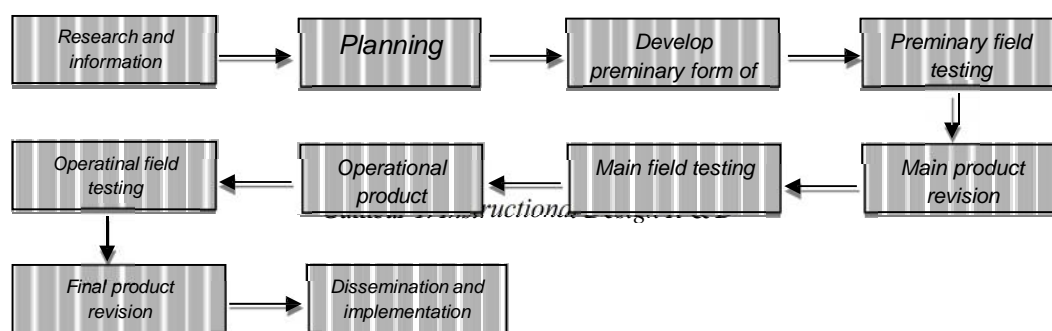 Research and
information
Planning
Develop
preminary form of
Preminary field
testing
Main product
revision
Main field testing
Operational
product
Operatinal field
testing
Final product
revision
Dissemination and
implementation